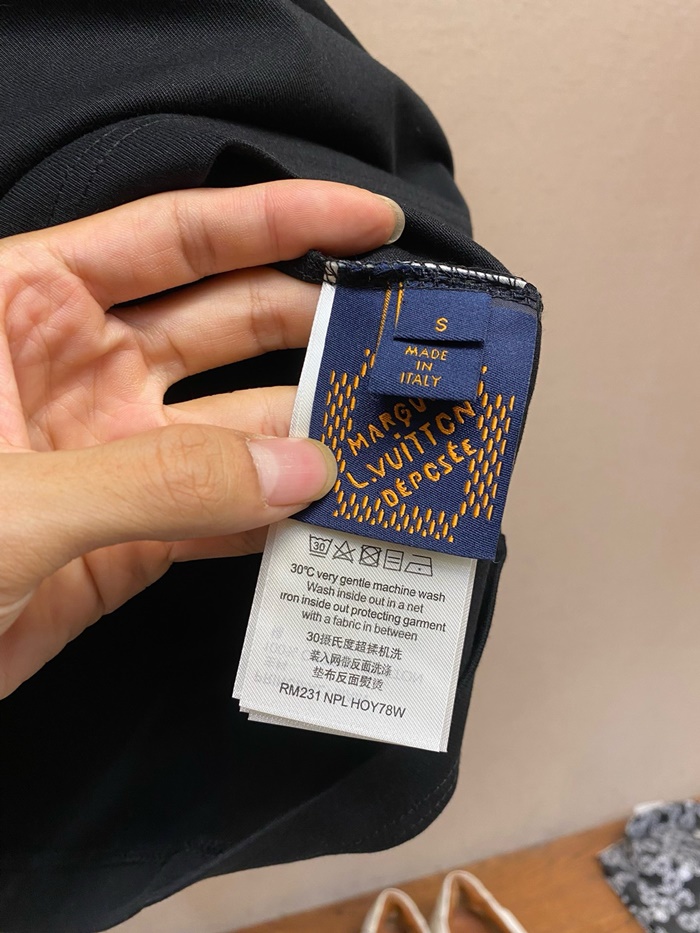 S
MADE
IN
ITALY
L.VUITTON
DÉPOSÉE
30
30℃ very gentle machine wash
Wash inside out in a net
Iron inside out protecting garment
with a fabric in between
30摄氏度超揉机洗
装入网带反面洗涤
垫布反面熨烫
RM231 NPL HOY78W